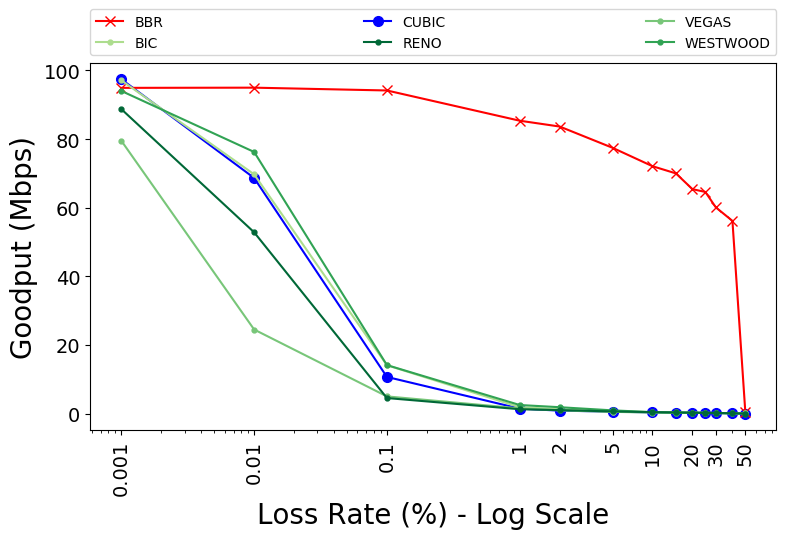 BBR CUBIC VEGAS
BIC RENO WESTWOOD
100
80
60
40
20
0
Goodput (Mbps)
0.001 0.01 0.1 1 2 5 10 20 30 50
Loss Rate (%) - Log Scale